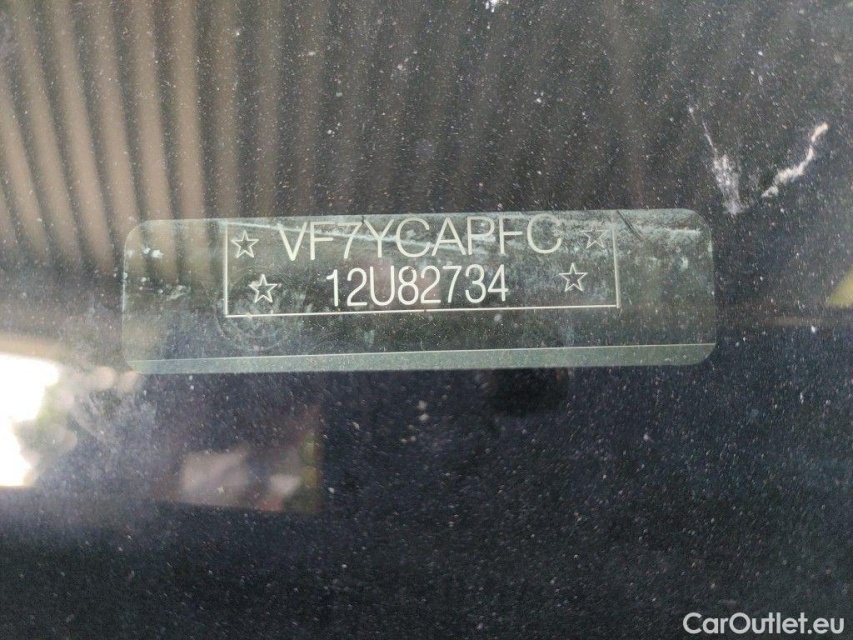 ☆ VF7YCAPFC ☆
☆ 12U82734 ☆
CarOutlet.eu